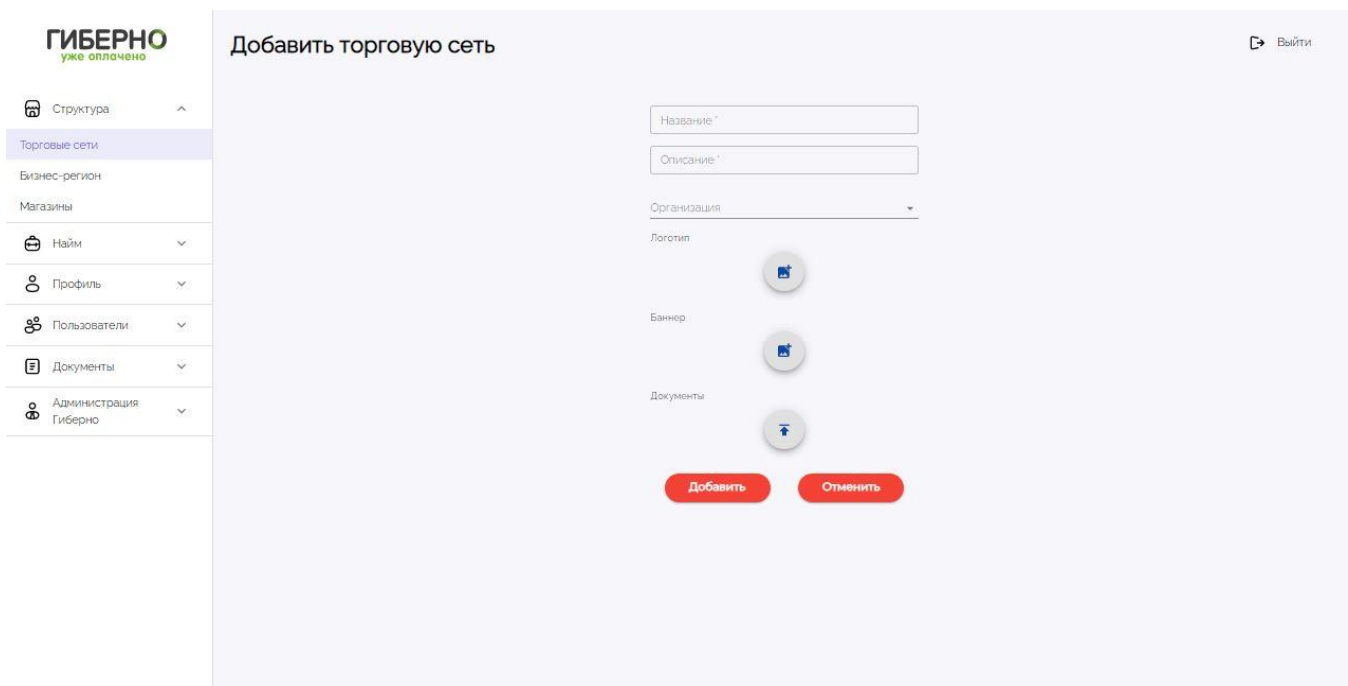 ГИБЕРНО
уже оплачено
Добавить торговую сеть
Выйти
Структура
Торговые сети
Бизнес-регион
Магазины
Найм
Профиль
Пользователи
Документы
Администрация
Гиберно
Название *
Описание *
Организация
Логотип
Баннер
Документы
Добавить
Отменить